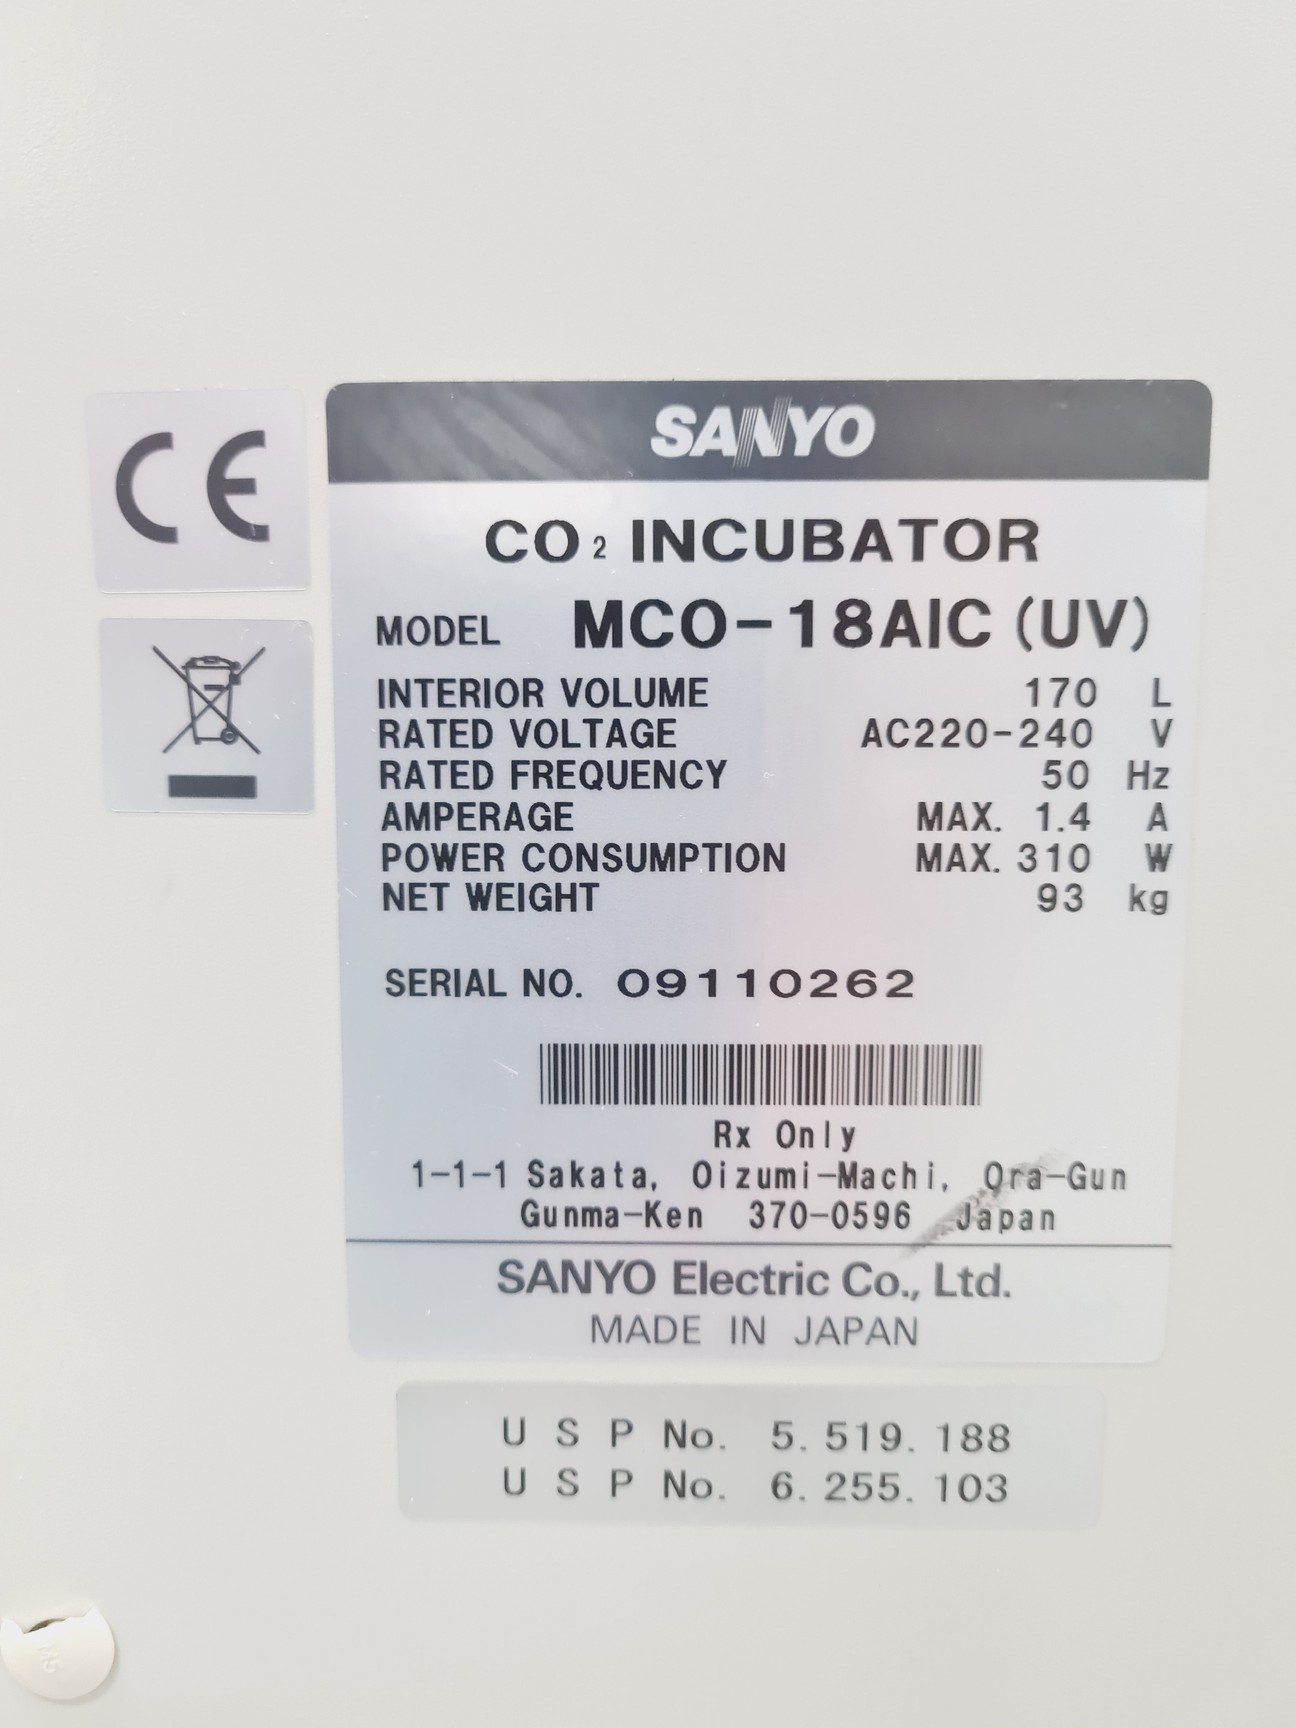 CE
SANYO
CO2 INCUBATOR
MODEL MCO-18AIC (UV)
INTERIOR VOLUME 170 L
RATED VOLTAGE AC220-240 V
RATED FREQUENCY 50 Hz
AMPERAGE MAX. 1.4 A
POWER CONSUMPTION MAX. 310 W
NET WEIGHT 93 kg
SERIAL NO. 09110262
Rx Only
1-1-1 Sakata, Oizumi-Machi, Ora-Gun
Gunma-Ken 370-0596 Japan
SANYO Electric Co., Ltd.
MADE IN JAPAN
U S P No. 5. 519. 188
U S P No. 6. 255. 103
M5